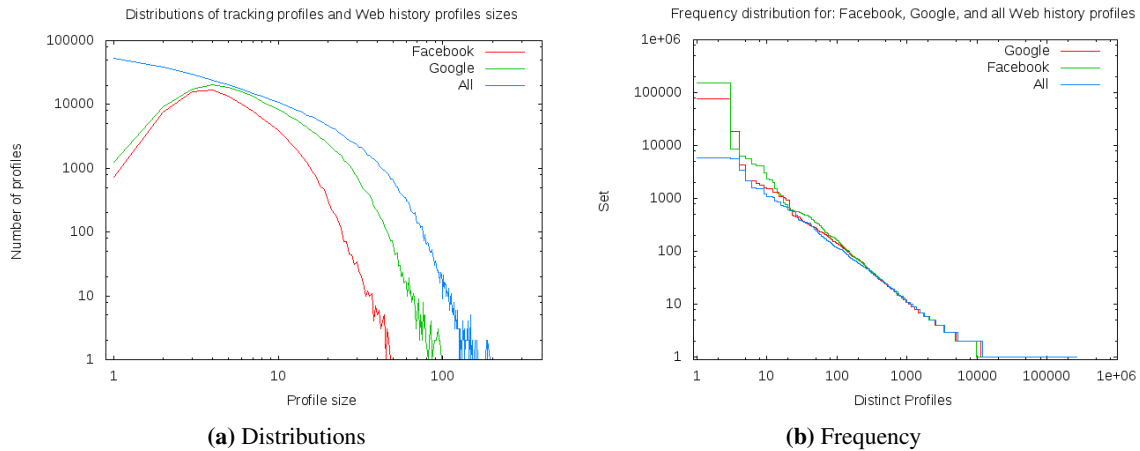 Distributions of tracking profiles and Web history profiles sizes
100000
10000
1000
100
10
1
Number of profiles
Facebook
Google
All
1
10
100
Profile size
(a) Distributions
Frequency distribution for: Facebook, Google, and all Web history profiles
1e+06
100000
10000
1000
100
10
1
Set
Google
Facebook
All
1
10
100
1000
10000
100000
1e+06
Distinct Profiles
(b) Frequency